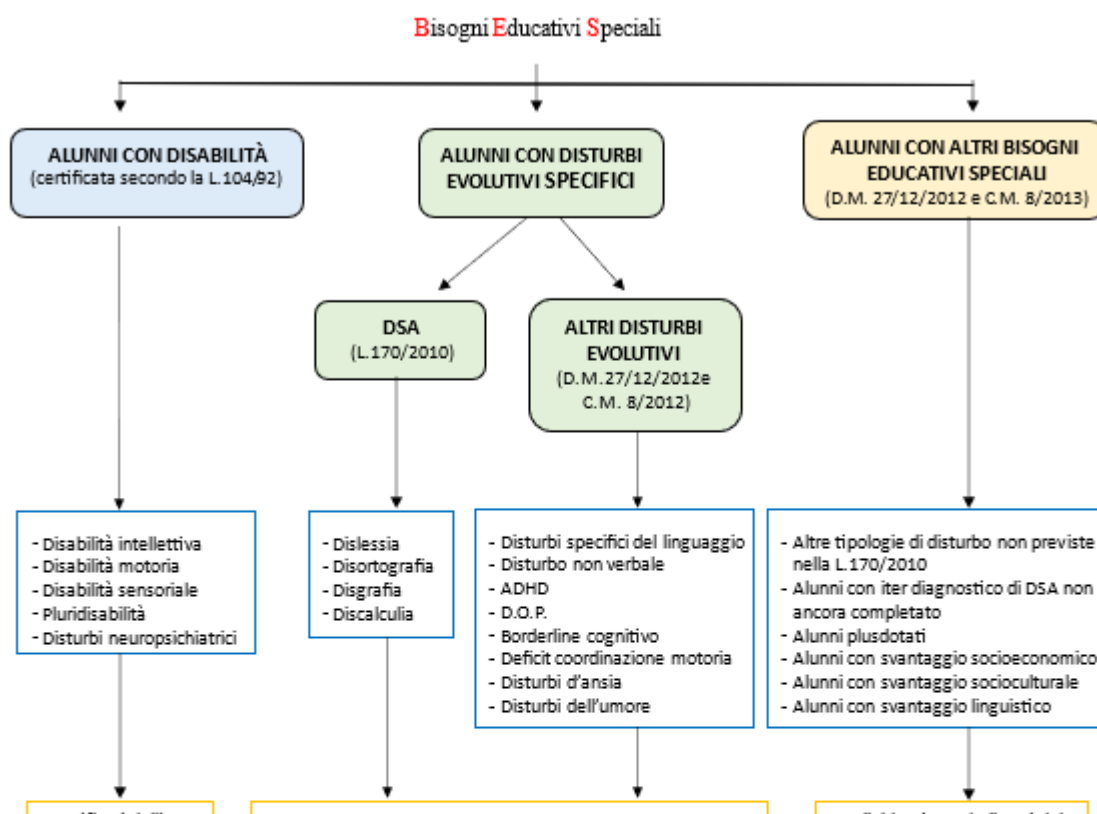 Bisogni Educativi Speciali
ALUNNI CON DISABILITÀ
(certificata secondo la L.104/92)
ALUNNI CON DISTURBI
EVOLUTIVI SPECIFICI
ALUNNI CON ALTRI BISOGNI
EDUCATIVI SPECIALI
(D.M. 27/12/2012 e C.M. 8/2013)
DSA
(L.170/2010)
ALTRI DISTURBI
EVOLUTIVI
(D.M.27/12/2012e
C.M. 8/2012)
- Disabilità intellettiva
- Disabilità motoria
- Disabilità sensoriale
- Pluridisabilità
- Disturbi neuropsichiatrici
- Dislessia
- Disortografia
- Disgrafia
- Discalculia
- Disturbi specifici del linguaggio
- Disturbo non verbale
- ADHD
- D.O.P.
- Borderline cognitivo
- Deficit coordinazione motoria
- Disturbi d'ansia
- Disturbi dell'umore
- Altre tipologie di disturbo non previste
nella L.170/2010
- Alunni con iter diagnostico di DSA non
ancora completato
- Alunni plusdotati
- Alunni con svantaggio socioeconomico
- Alunni con svantaggio socioculturale
- Alunni con svantaggio linguistico